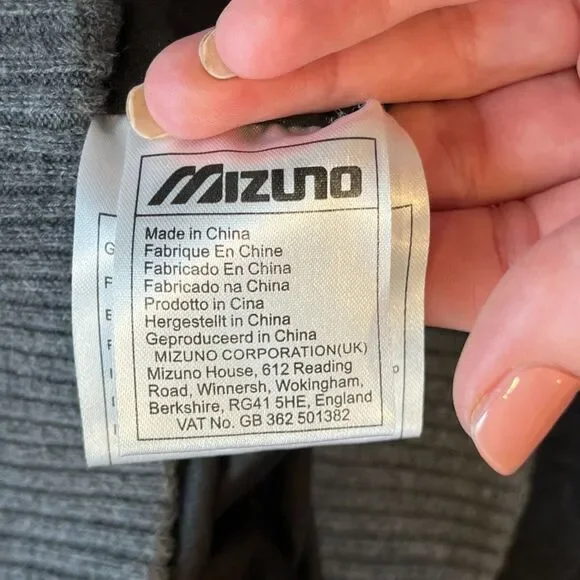 MIZUNO
Made in China
Fabrique En Chine
Fabricado En China
Fabricado na China
Prodotto in Cina
Hergestellt in China
Geproduceerd in China
MIZUNO CORPORATION(UK)
Mizuno House, 612 Reading
Road, Winnersh, Wokingham,
Berkshire, RG41 5HE, England
VAT No. GB 362 501382